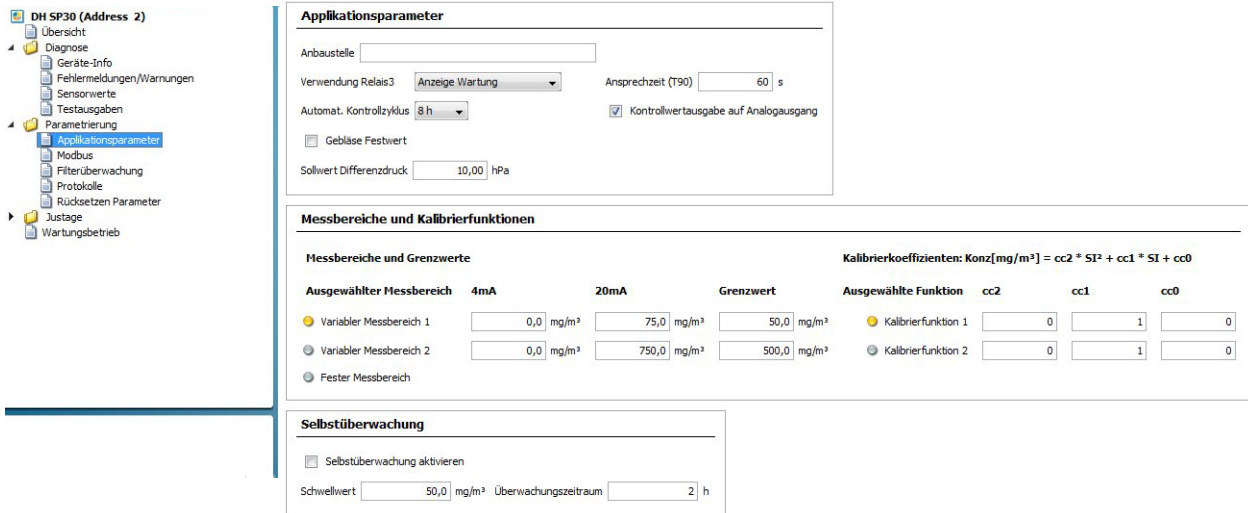 DH SP30 (Address 2)
Übersicht
Diagnose
Geräte-Info
Fehlermeldungen/Warnungen
Sensorwerte
Testausgaben
Parametrierung
Applikationsparameter
Modbus
Filterüberwachung
Protokolle
Rücksetzen Parameter
Justage
Wartungsbetrieb
Applikationsparameter
Anbaustelle
Verwendung Relais3 Anzeige Wartung Ansprechzeit (T90) 60 s
Automat. Kontrollzyklus 8 h Kontrollwertausgabe auf Analogausgang
Gebläse Festwert
Sollwert Differenzdruck 10,00 hPa
Messbereiche und Kalibrierfunktionen
Messbereiche und Grenzwerte Kalibrierkoeffizienten: Konz[mg/m³] = cc2 * SI² + cc1 * SI + cc0
Ausgewählter Messbereich 4mA 20mA Grenzwert Ausgewählte Funktion cc2 cc1 cc0
Variabler Messbereich 1 0,0 mg/m³ 75,0 mg/m³ 50,0 mg/m³ Kalibrierfunktion 1 0 1 0
Variabler Messbereich 2 0,0 mg/m³ 750,0 mg/m³ 500,0 mg/m³ Kalibrierfunktion 2 0 1 0
Fester Messbereich
Selbstüberwachung
Selbstüberwachung aktivieren
Schwellwert 50,0 mg/m³ Überwachungszeitraum 2 h